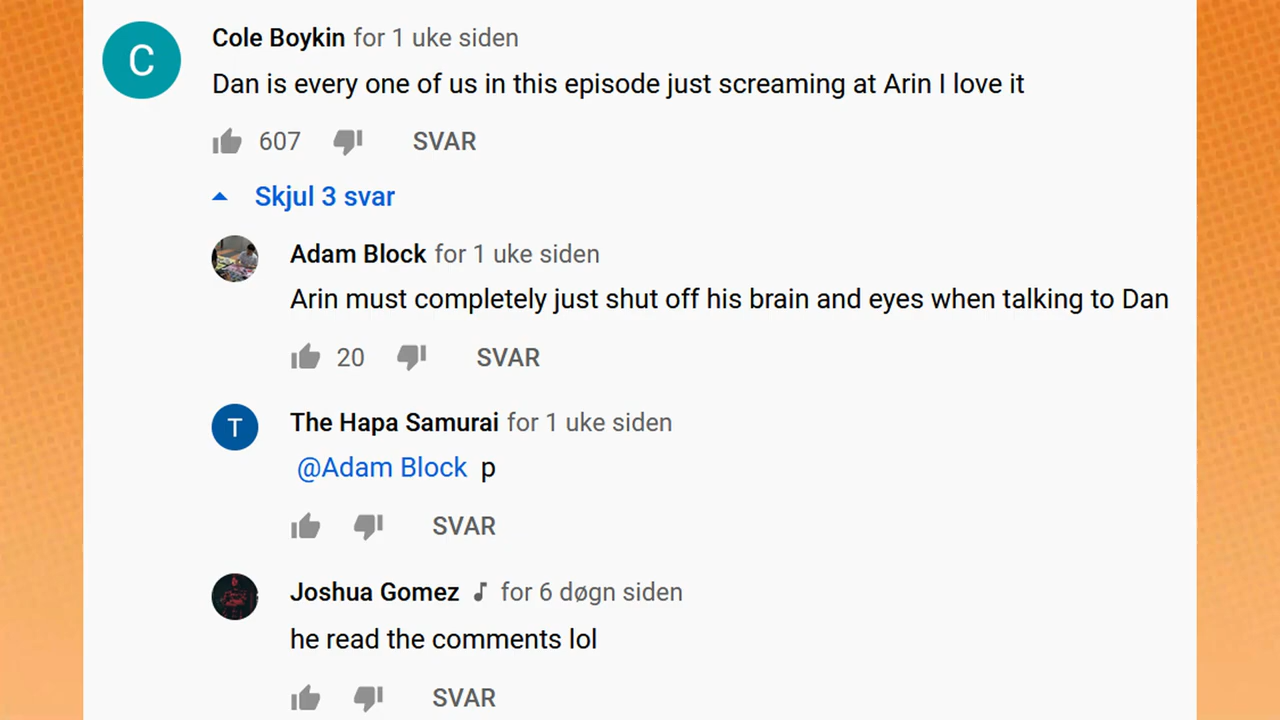 C
Cole Boykin for 1 uke siden
Dan is every one of us in this episode just screaming at Arin I love it
607 SVAR
Skjul 3 svar
Adam Block for 1 uke siden
Arin must completely just shut off his brain and eyes when talking to Dan
20 SVAR
T
The Hapa Samurai for 1 uke siden
@Adam Block p
SVAR
Joshua Gomez ♪ for 6 døgn siden
he read the comments lol
SVAR